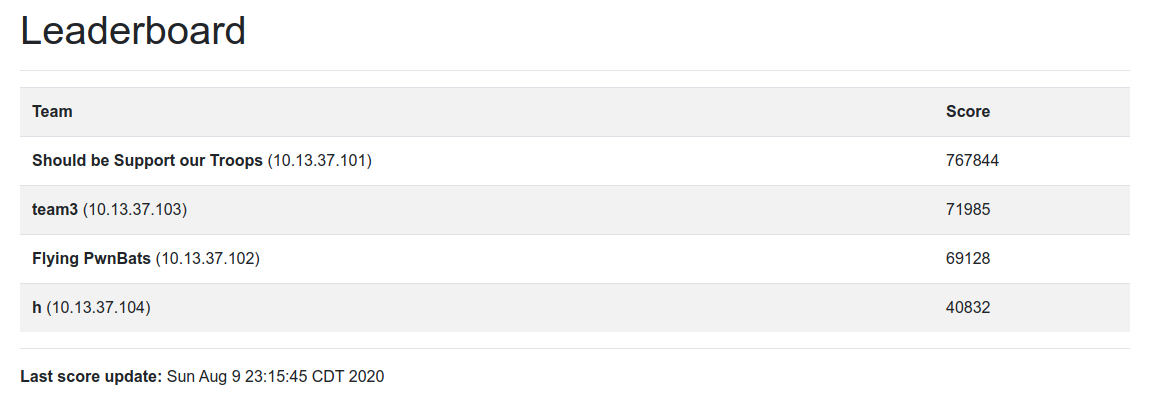 Leaderboard
Team Score
Should be Support our Troops (10.13.37.101) 767844
team3 (10.13.37.103) 71985
Flying PwnBats (10.13.37.102) 69128
h (10.13.37.104) 40832
Last score update: Sun Aug 9 23:15:45 CDT 2020